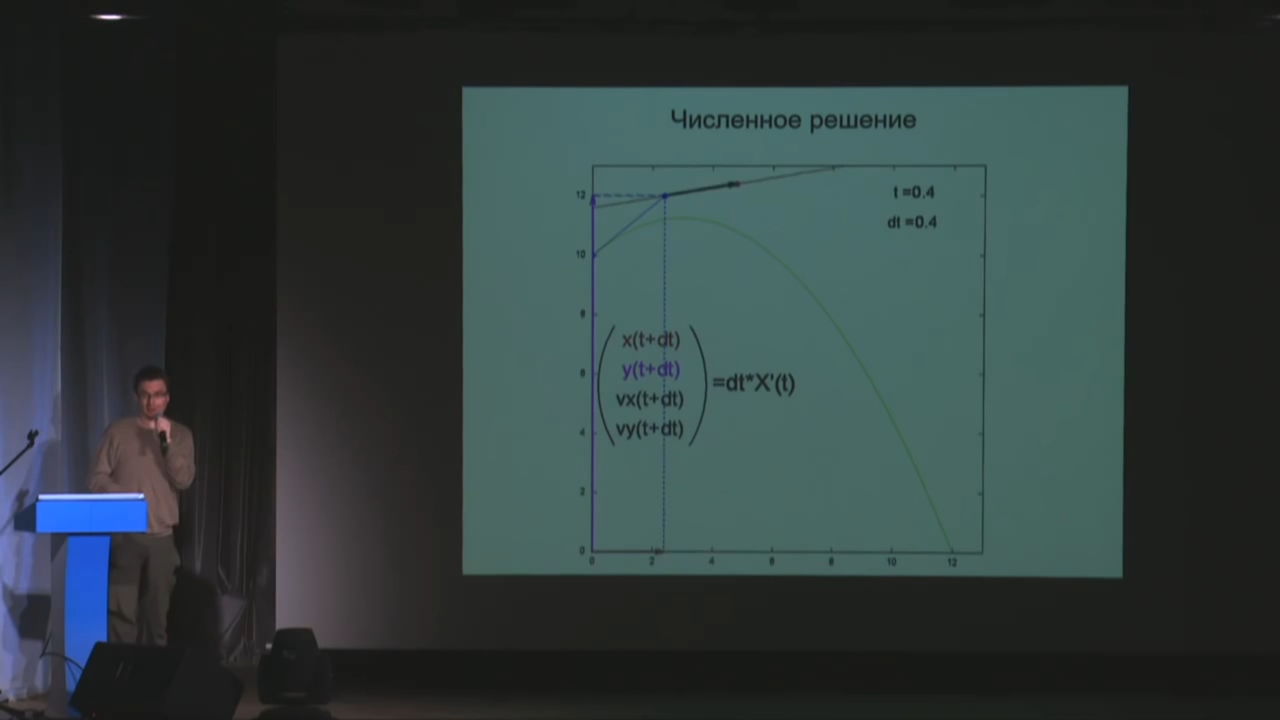 Численное решение
t =0.4
dt =0.4
12
10
8
6
4
2
0
x(t+dt)
y(t+dt)
vx(t+dt)
vy(t+dt)
=dt*X'(t)
0 2 4 6 8 10 12